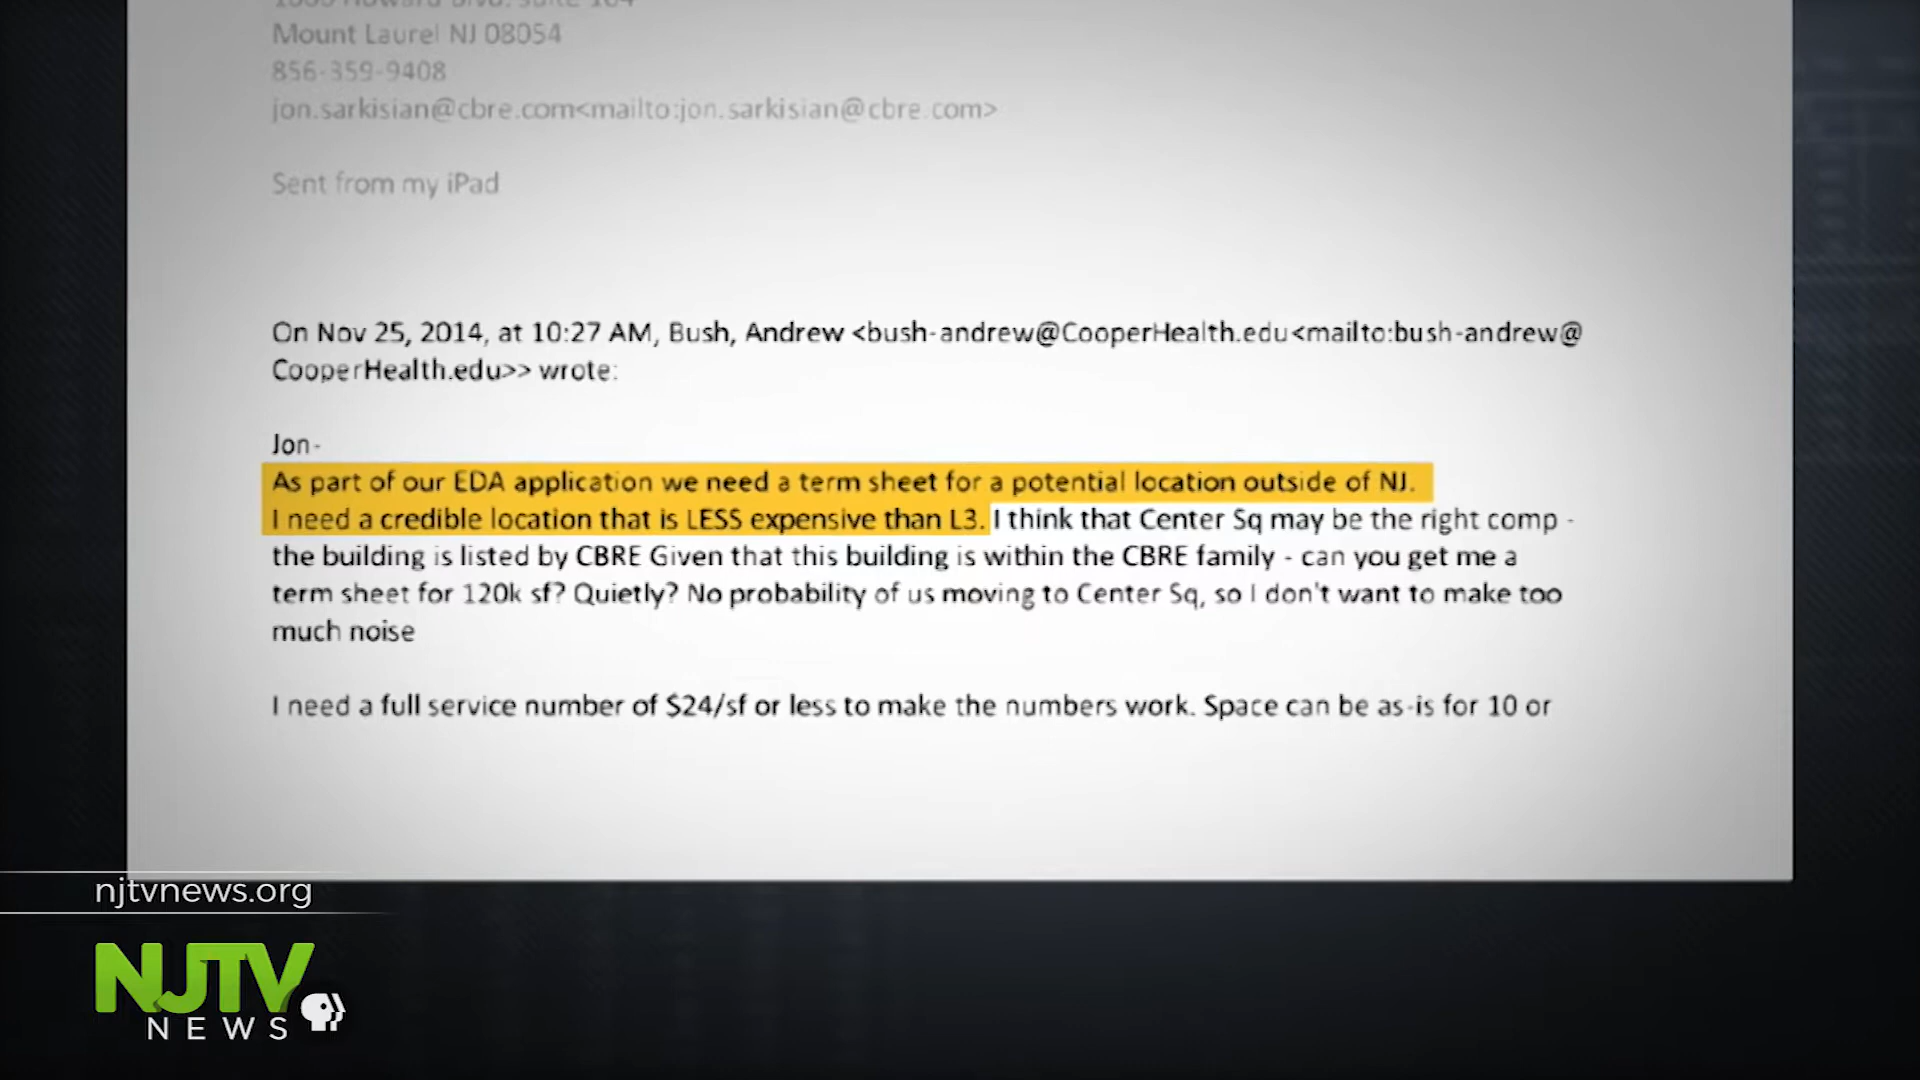 Mount Laurel NJ 08054
856-359-9408
jon.sarkisian@cbre.com<mailto:jon.sarkisian@cbre.com>
Sent from my iPad
On Nov 25, 2014, at 10:27 AM, Bush, Andrew <bush-andrew@CooperHealth.edu<mailto:bush-andrew@
CooperHealth.edu>> wrote:
Jon-
As part of our EDA application we need a term sheet for a potential location outside of NJ.
I need a credible location that is LESS expensive than L3. I think that Center Sq may be the right comp -
the building is listed by CBRE Given that this building is within the CBRE family - can you get me a
term sheet for 120k sf? Quietly? No probability of us moving to Center Sq, so I don't want to make too
much noise
I need a full service number of $24/sf or less to make the numbers work. Space can be as-is for 10 or
njtvnews.org
NJTV
NEWS